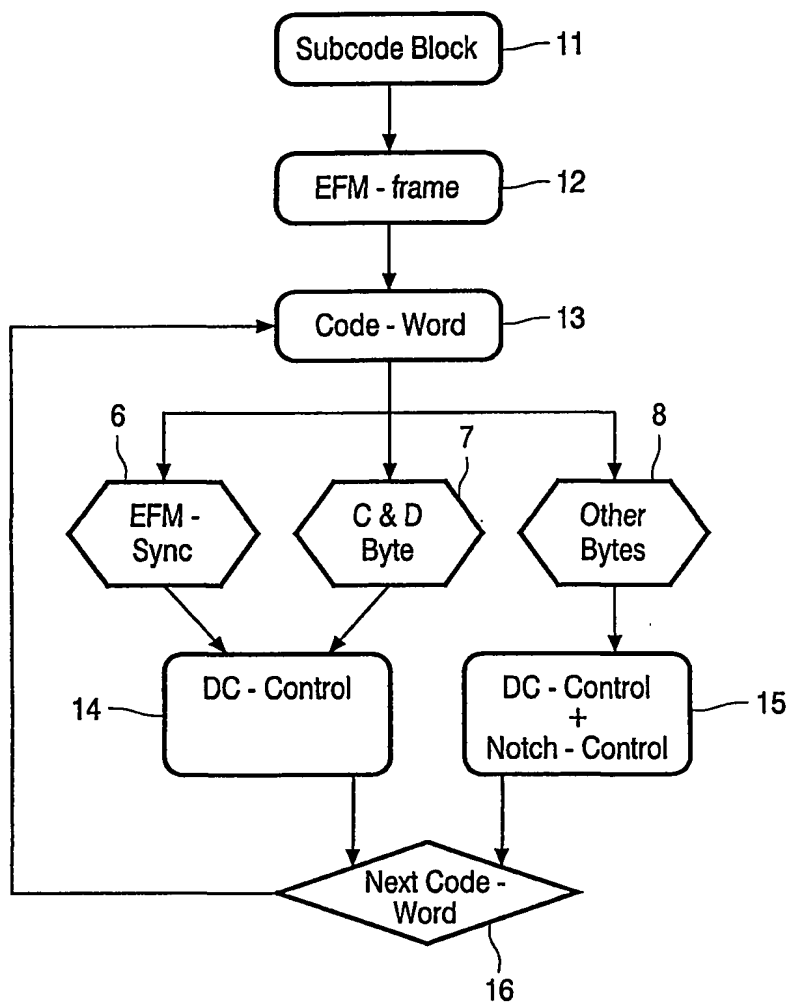 Subcode Block
11
EFM - frame
12
Code - Word
13
6
7
8
EFM -
Sync
C & D
Byte
Other
Bytes
14
DC - Control
DC - Control
+
Notch - Control
15
Next Code -
Word
16